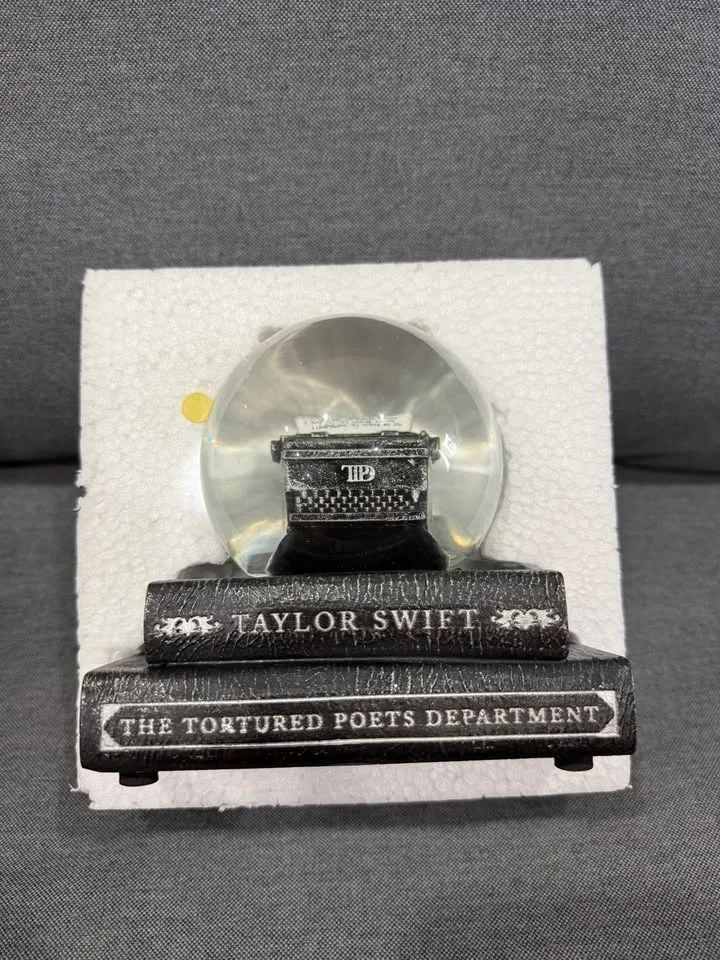 TTPD
TAYLOR SWIFT
THE TORTURED POETS DEPARTMENT